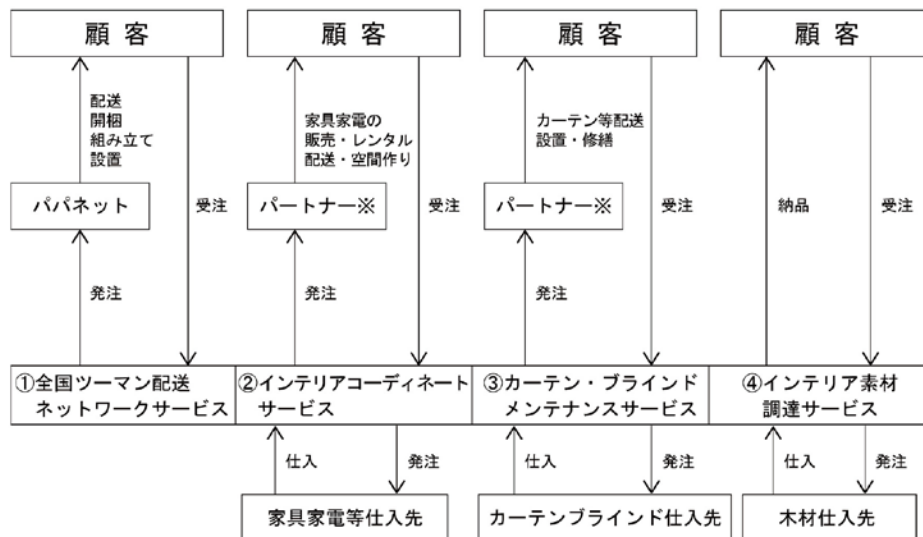 顧客
顧客
顧客
顧客
配送
開梱
組み立て
設置
家具家電の
販売・レンタル
配送・空間作り
カーテン等配送
設置・修繕
パパネット
受注
パートナー※
受注
パートナー※
受注
納品
受注
発注
発注
発注
①全国ツーマン配送
ネットワークサービス
②インテリアコーディネート
サービス
③カーテン・ブラインド
メンテナンスサービス
④インテリア素材
調達サービス
仕入
発注
仕入
発注
仕入
発注
家具家電等仕入先
カーテンブラインド仕入先
木材仕入先